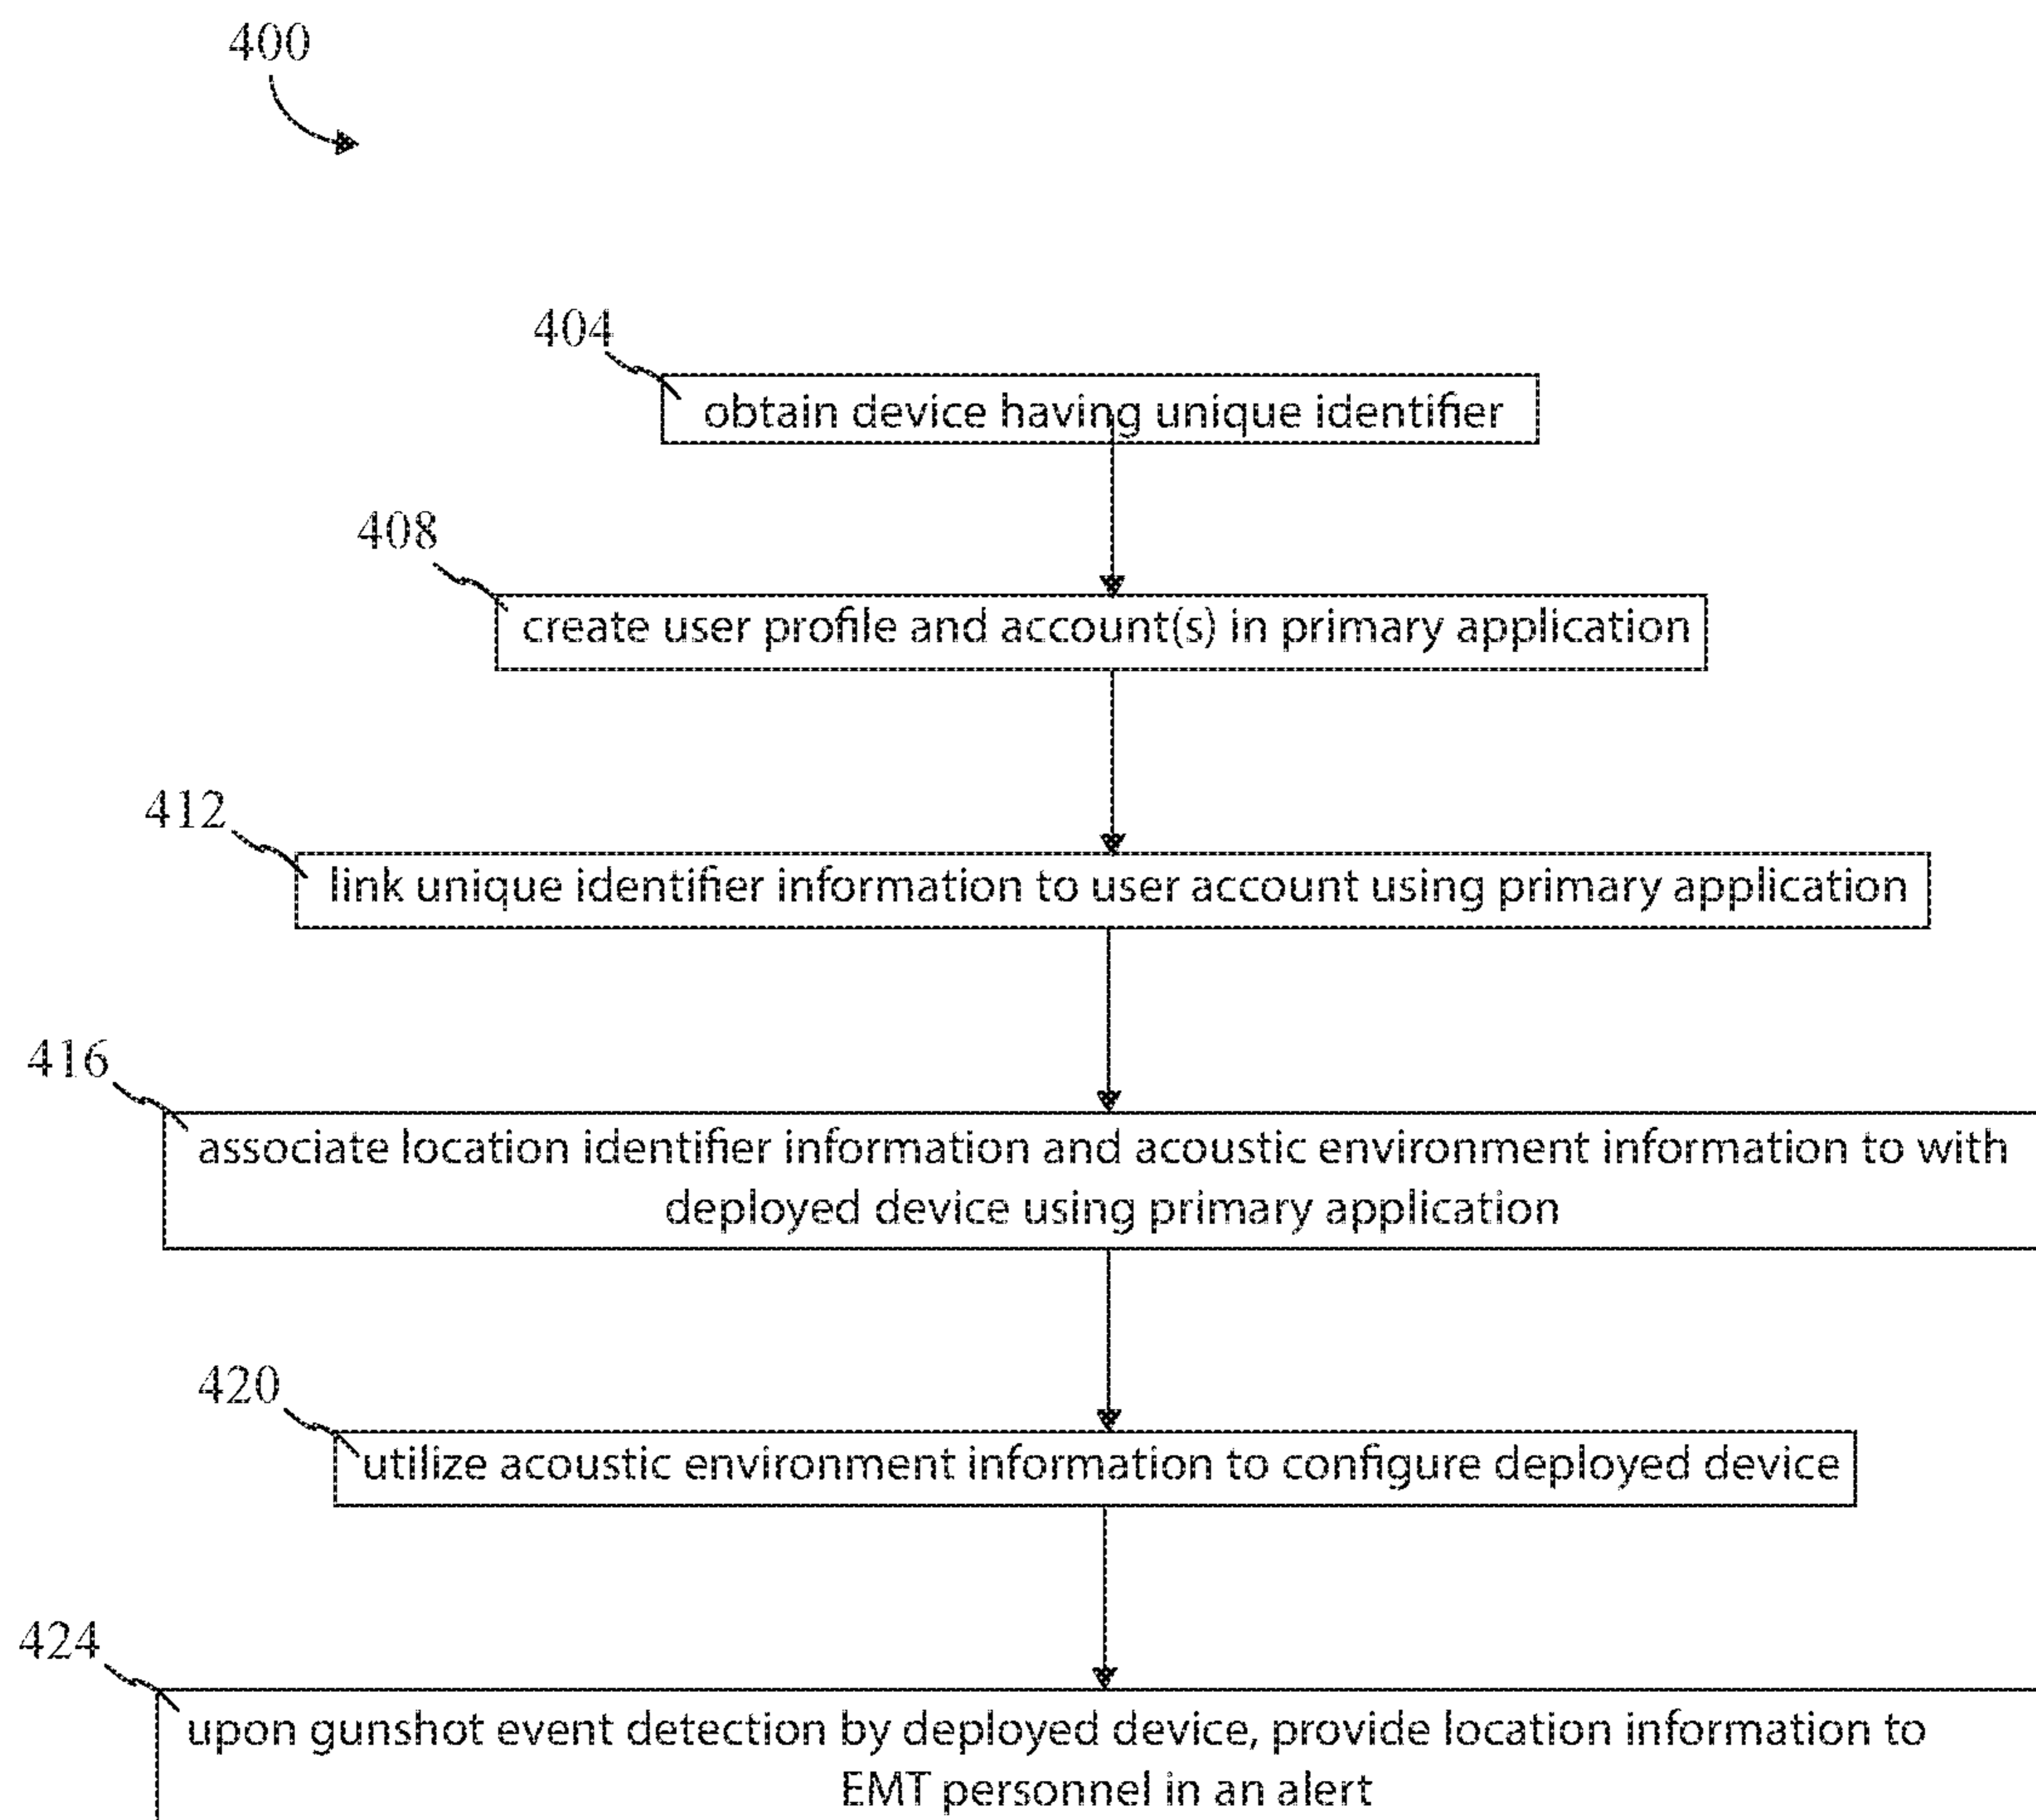 400
404
obtain device having unique identifier
408
create user profile and account(s) in primary application
412
link unique identifier information to user account using primary application
416
associate location identifier information and acoustic environment information to with
deployed device using primary application
420
utilize acoustic environment information to configure deployed device
424
upon gunshot event detection by deployed device, provide location information to
EMT personnel in an alert